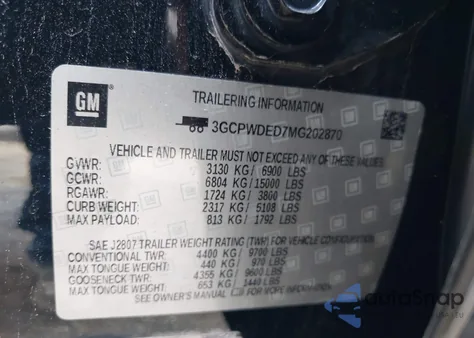 GM
TRAILERING INFORMATION
3GCPWDED7MG202870
VEHICLE AND TRAILER MUST NOT EXCEED ANY OF THESE VALUES
GVWR: 3130 KG/ 6900 LBS
GCWR: 6804 KG/ 15000 LBS
RGAWR: 1724 KG/ 3800 LBS
CURB WEIGHT: 2317 KG/ 5108 LBS
MAX PAYLOAD: 813 KG/ 1792 LBS
SAE J2807 TRAILER WEIGHT RATING (TWR) FOR VEHICLE CONFIGURATION
CONVENTIONAL TWR: 4400 KG/ 9700 LBS
MAX TONGUE WEIGHT: 440 KG/ 970 LBS
GOOSENECK TWR: 4355 KG/ 9600 LBS
MAX TONGUE WEIGHT: 653 KG/ 1440 LBS
SEE OWNER'S MANUAL FOR MORE INFORMATION
autoSnap